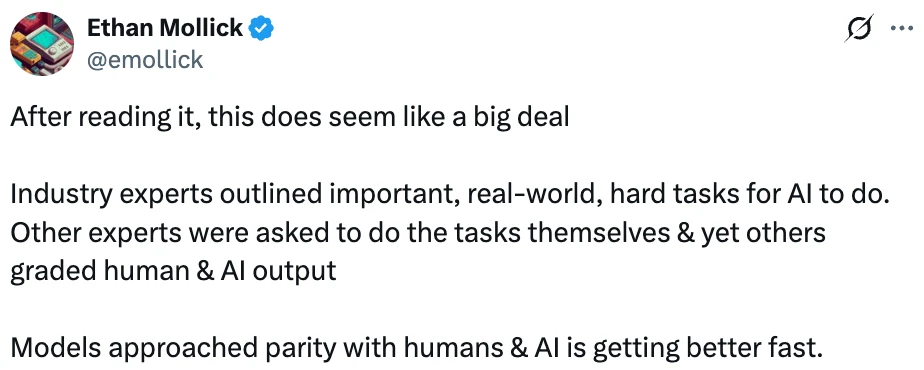 Ethan Mollick
@emollick
After reading it, this does seem like a big deal
Industry experts outlined important, real-world, hard tasks for AI to do.
Other experts were asked to do the tasks themselves & yet others
graded human & AI output
Models approached parity with humans & AI is getting better fast.